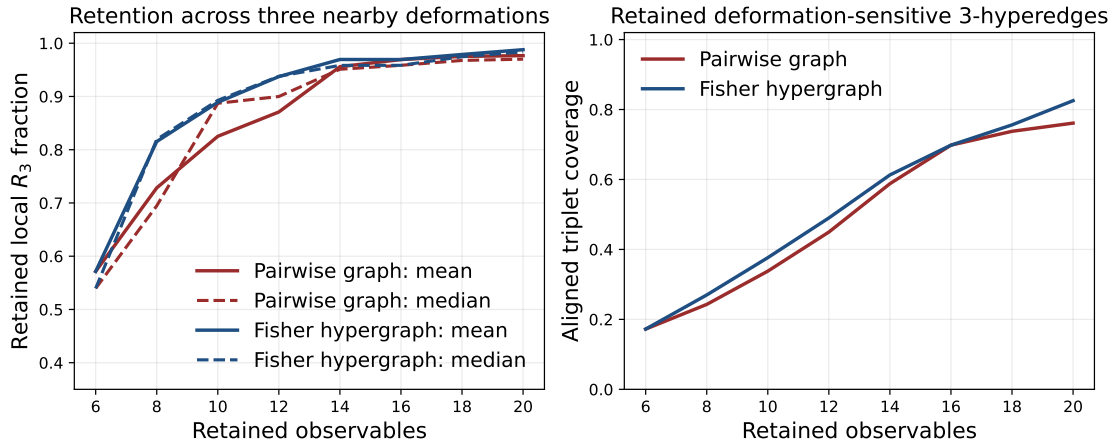 Retention across three nearby deformations
Retained local R₃ fraction
1.0
0.9
0.8
0.7
0.6
0.5
0.4
Pairwise graph: mean
Pairwise graph: median
Fisher hypergraph: mean
Fisher hypergraph: median
6 8 10 12 14 16 18 20
Retained observables
Retained deformation-sensitive 3-hyperedges
Aligned triplet coverage
1.0
0.8
0.6
0.4
0.2
0.0
Pairwise graph
Fisher hypergraph
6 8 10 12 14 16 18 20
Retained observables